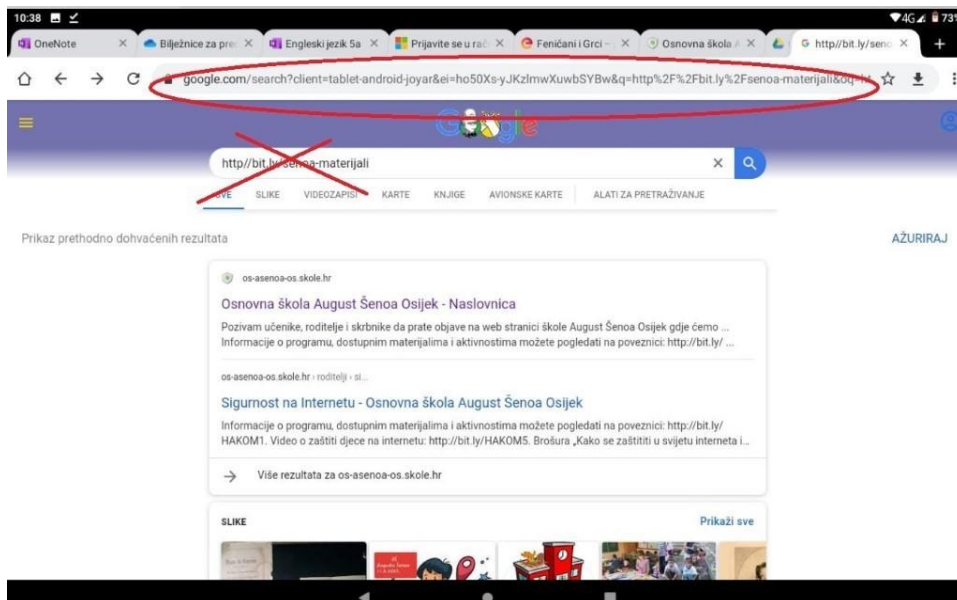 10:38 4G 73%
OneNote Bilježnice za pre Engleski jezik 5a Prijavite se u rač Feničani i Grci – Osnovna škola A http//bit.ly/seno
google.com/search?client=tablet-android-joyar&ei=ho50Xs-yJKzlmwXuwbSYBw&q=http%2F%2Fbit.ly%2Fsenoa-materijali&oq=ht
Google
http//bit.ly/senoa-materijali
SVE SLIKE VIDEOZAPISI KARTE KNJIGE AVIONSKE KARTE ALATI ZA PRETRAŽIVANJE
Prikaz prethodno dohvaćenih rezultata AŽURIRAJ
os-asenoa-os.skole.hr
Osnovna škola August Šenoa Osijek - Naslovnica
Pozivam učenike, roditelje i skrbnike da prate objave na web stranici škole August Šenoa Osijek gdje ćemo ...
Informacije o programu, dostupnim materijalima i aktivnostima možete pogledati na poveznici: http://bit.ly/ ...
os-asenoa-os.skole.hr › roditelji › si...
Sigurnost na Internetu - Osnovna škola August Šenoa Osijek
Informacije o programu, dostupnim materijalima i aktivnostima možete pogledati na poveznici: http://bit.ly/
HAKOM1. Video o zaštiti djece na internetu: http://bit.ly/HAKOM5. Brošura „Kako se zaštititi u svijetu interneta i...
Više rezultata za os-asenoa-os.skole.hr
SLIKE Prikaži sve